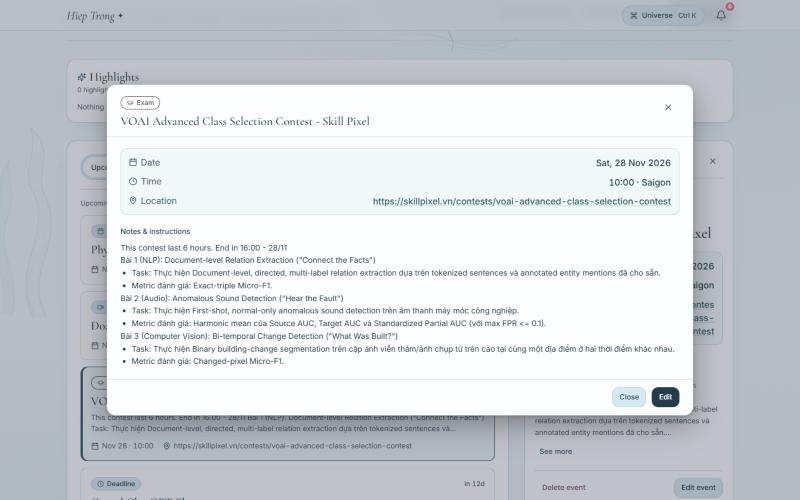 Hiep Trong ✦
⌘ Universe Ctrl K
6
Highlights
0 highlig
Nothing
Exam
VOAI Advanced Class Selection Contest - Skill Pixel
Date Sat, 28 Nov 2026
Time 10:00 · Saigon
Location https://skillpixel.vn/contests/voai-advanced-class-selection-contest
Notes & instructions
This contest last 6 hours. End in 16:00 - 28/11
Bài 1 (NLP): Document-level Relation Extraction ("Connect the Facts")
• Task: Thực hiện Document-level, directed, multi-label relation extraction dựa trên tokenized sentences và annotated entity mentions đã cho sẵn.
• Metric đánh giá: Exact-triple Micro-F1.
Bài 2 (Audio): Anomalous Sound Detection ("Hear the Fault")
• Task: Thực hiện First-shot, normal-only anomalous sound detection trên âm thanh máy móc công nghiệp.
• Metric đánh giá: Harmonic mean của Source AUC, Target AUC và Standardized Partial AUC (với max FPR <= 0.1).
Bài 3 (Computer Vision): Bi-temporal Change Detection ("What Was Built?")
• Task: Thực hiện Binary building-change segmentation trên cặp ảnh viễn thám/ảnh chụp từ trên cao tại cùng một địa điểm ở hai thời điểm khác nhau.
• Metric đánh giá: Changed-pixel Micro-F1.
Close Edit
Upco
Upcomin
Phy
N
Đoá
N
VO
This contest last 6 hours. End in 16:00 - 28/11 Bài 1 (NLP): Document-level Relation Extraction ("Connect the Facts")
Task: Thực hiện Document-level, directed, multi-label relation extraction dựa trên tokenized sentences và...
Nov 28 · 10:00 https://skillpixel.vn/contests/voai-advanced-class-selection-contest
Deadline in 12d
xel
2026
aigon
ontes
ass-
ntest
ti-label
relation extraction dựa trên tokenized sentences và
annotated entity mentions đã cho sẵn....
See more
Delete event Edit event